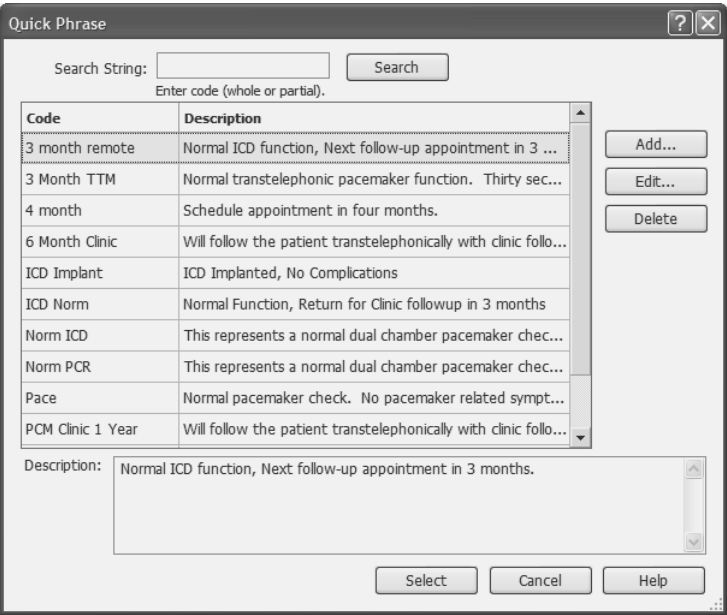 Quick Phrase
Search String:
Search
Enter code (whole or partial).
Code Description
3 month remote Normal ICD function, Next follow-up appointment in 3 ...
3 Month TTM Normal transtelephonic pacemaker function. Thirty sec...
4 month Schedule appointment in four months.
6 Month Clinic Will follow the patient transtelephonically with clinic follo...
ICD Implant ICD Implanted, No Complications
ICD Norm Normal Function, Return for Clinic followup in 3 months
Norm ICD This represents a normal dual chamber pacemaker chec...
Norm PCR This represents a normal dual chamber pacemaker chec...
Pace Normal pacemaker check. No pacemaker related sympt...
PCM Clinic 1 Year Will follow the patient transtelephonically with clinic follo...
Add...
Edit...
Delete
Description: Normal ICD function, Next follow-up appointment in 3 months.
Select Cancel Help